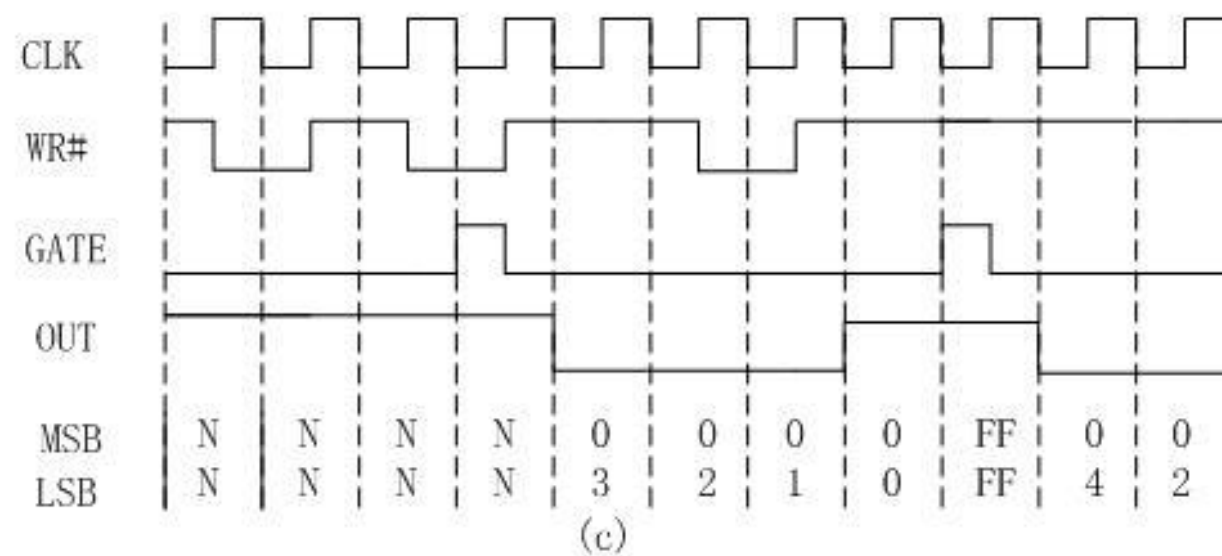 CLK
WR#
GATE
OUT
MSB N N N N 0 0 0 0 FF 0 0
LSB N N N N 3 2 1 0 FF 4 2
(c)